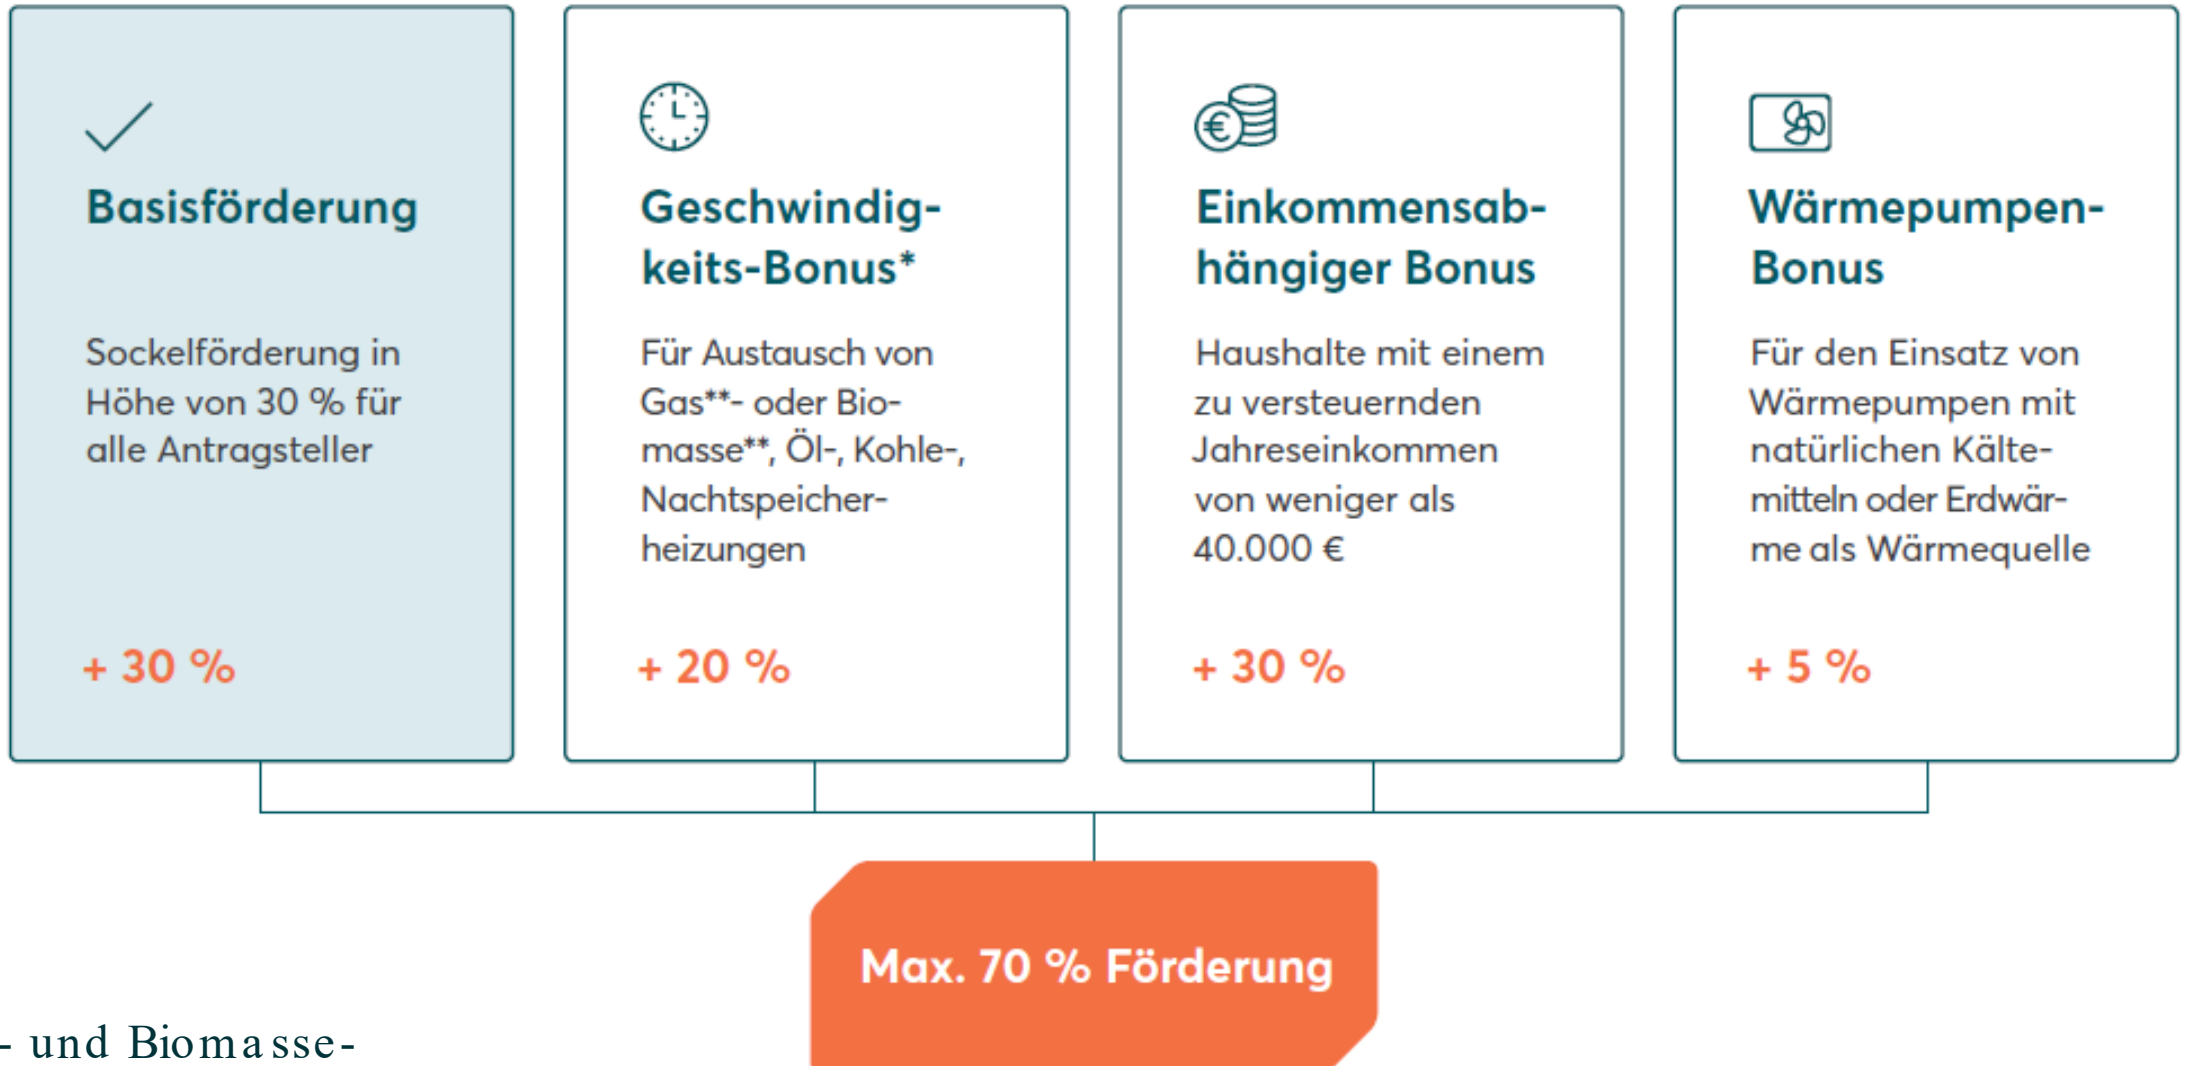 Basisförderung
Sockelförderung in
Höhe von 30 % für
alle Antragsteller
+ 30 %
Geschwindig-
keits-Bonus*
Für Austausch von
Gas**- oder Bio-
masse**, Öl-, Kohle-,
Nachtspeicher-
heizungen
+ 20 %
Einkommensab-
hängiger Bonus
Haushalte mit einem
zu versteuernden
Jahreseinkommen
von weniger als
40.000 €
+ 30 %
Wärmepumpen-
Bonus
Für den Einsatz von
Wärmepumpen mit
natürlichen Kälte-
mitteln oder Erdwär-
me als Wärmequelle
+ 5 %
Max. 70 % Förderung
- und Biomasse-